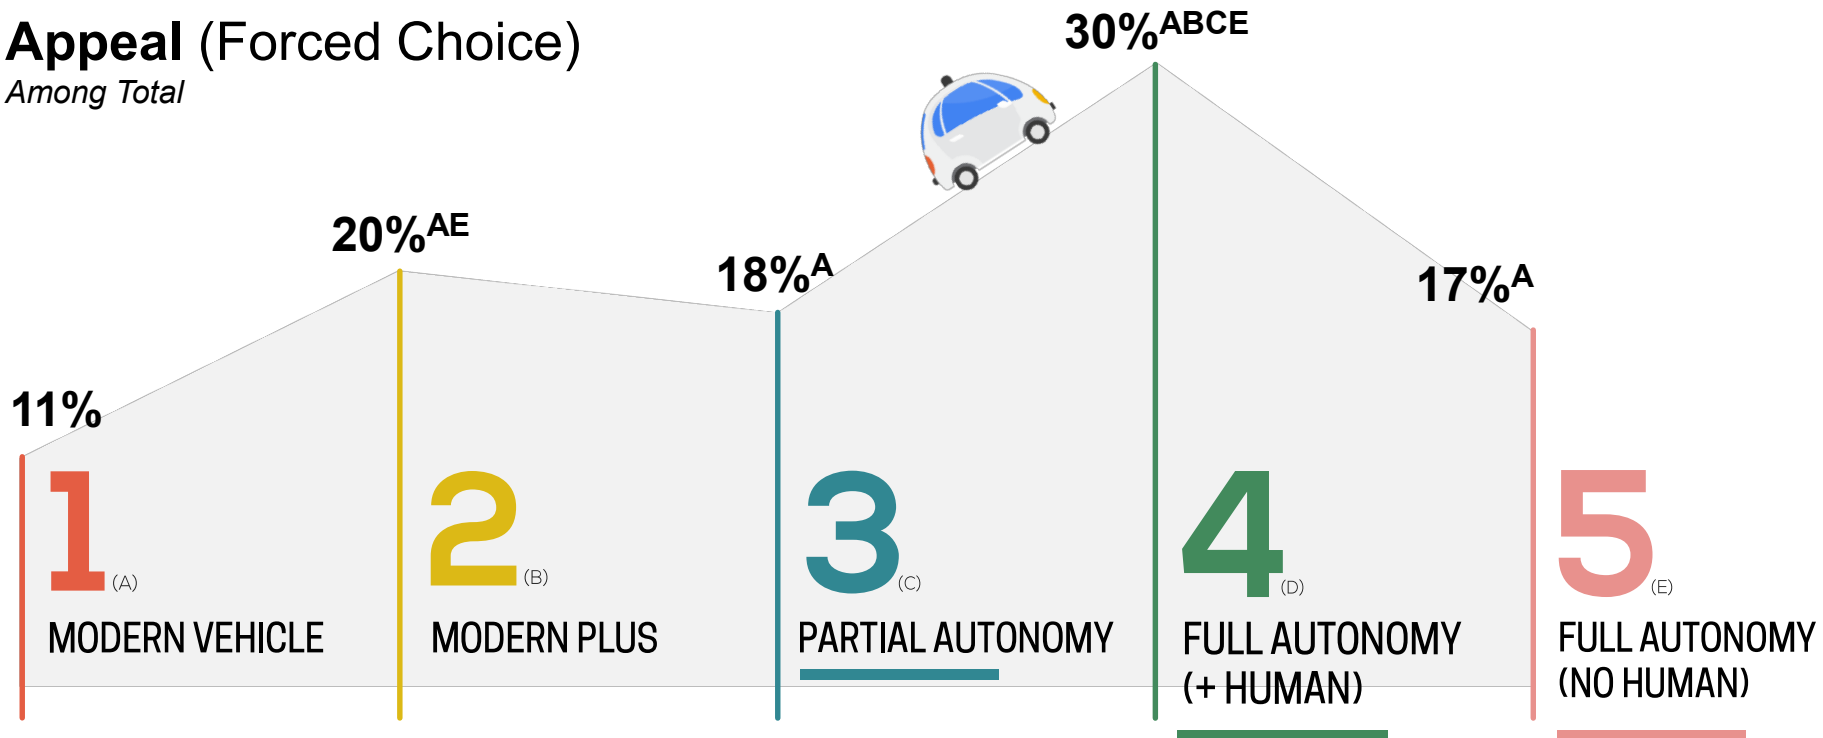 Appeal (Forced Choice)
Among Total
11%
20%AE
18%A
30%ABCE
17%A
1 (A)
MODERN VEHICLE
2 (B)
MODERN PLUS
3 (C)
PARTIAL AUTONOMY
4 (D)
FULL AUTONOMY
(+ HUMAN)
5 (E)
FULL AUTONOMY
(NO HUMAN)